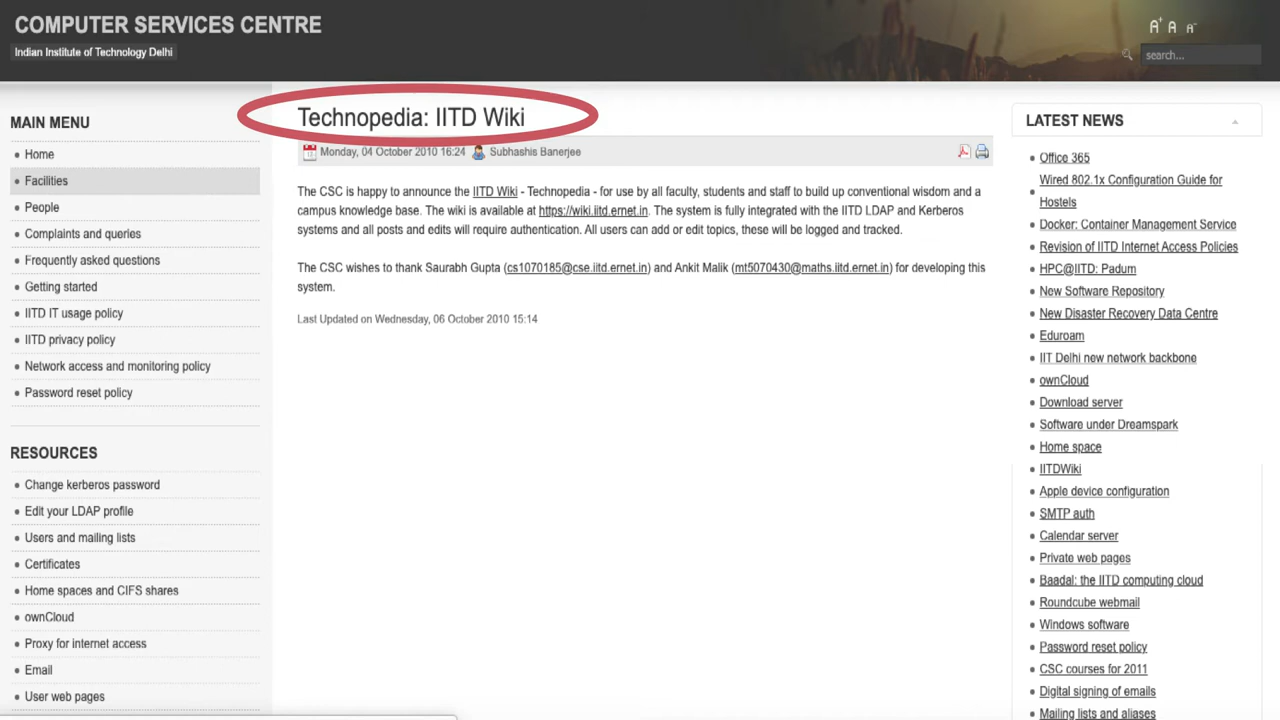 COMPUTER SERVICES CENTRE
Indian Institute of Technology Delhi
A+ A A-
search...
MAIN MENU
Home
Facilities
People
Complaints and queries
Frequently asked questions
Getting started
IITD IT usage policy
IITD privacy policy
Network access and monitoring policy
Password reset policy
RESOURCES
Change kerberos password
Edit your LDAP profile
Users and mailing lists
Certificates
Home spaces and CIFS shares
ownCloud
Proxy for internet access
Email
User web pages
Technopedia: IITD Wiki
Monday, 04 October 2010 16:24 Subhashis Banerjee
The CSC is happy to announce the IITD Wiki - Technopedia - for use by all faculty, students and staff to build up conventional wisdom and a
campus knowledge base. The wiki is available at https://wiki.iitd.ernet.in. The system is fully integrated with the IITD LDAP and Kerberos
systems and all posts and edits will require authentication. All users can add or edit topics, these will be logged and tracked.
The CSC wishes to thank Saurabh Gupta (cs1070185@cse.iitd.ernet.in) and Ankit Malik (mt5070430@maths.iitd.ernet.in) for developing this
system.
Last Updated on Wednesday, 06 October 2010 15:14
LATEST NEWS
Office 365
Wired 802.1x Configuration Guide for
Hostels
Docker: Container Management Service
Revision of IITD Internet Access Policies
HPC@IITD: Padum
New Software Repository
New Disaster Recovery Data Centre
Eduroam
IIT Delhi new network backbone
ownCloud
Download server
Software under Dreamspark
Home space
IITDWiki
Apple device configuration
SMTP auth
Calendar server
Private web pages
Baadal: the IITD computing cloud
Roundcube webmail
Windows software
Password reset policy
CSC courses for 2011
Digital signing of emails
Mailing lists and aliases